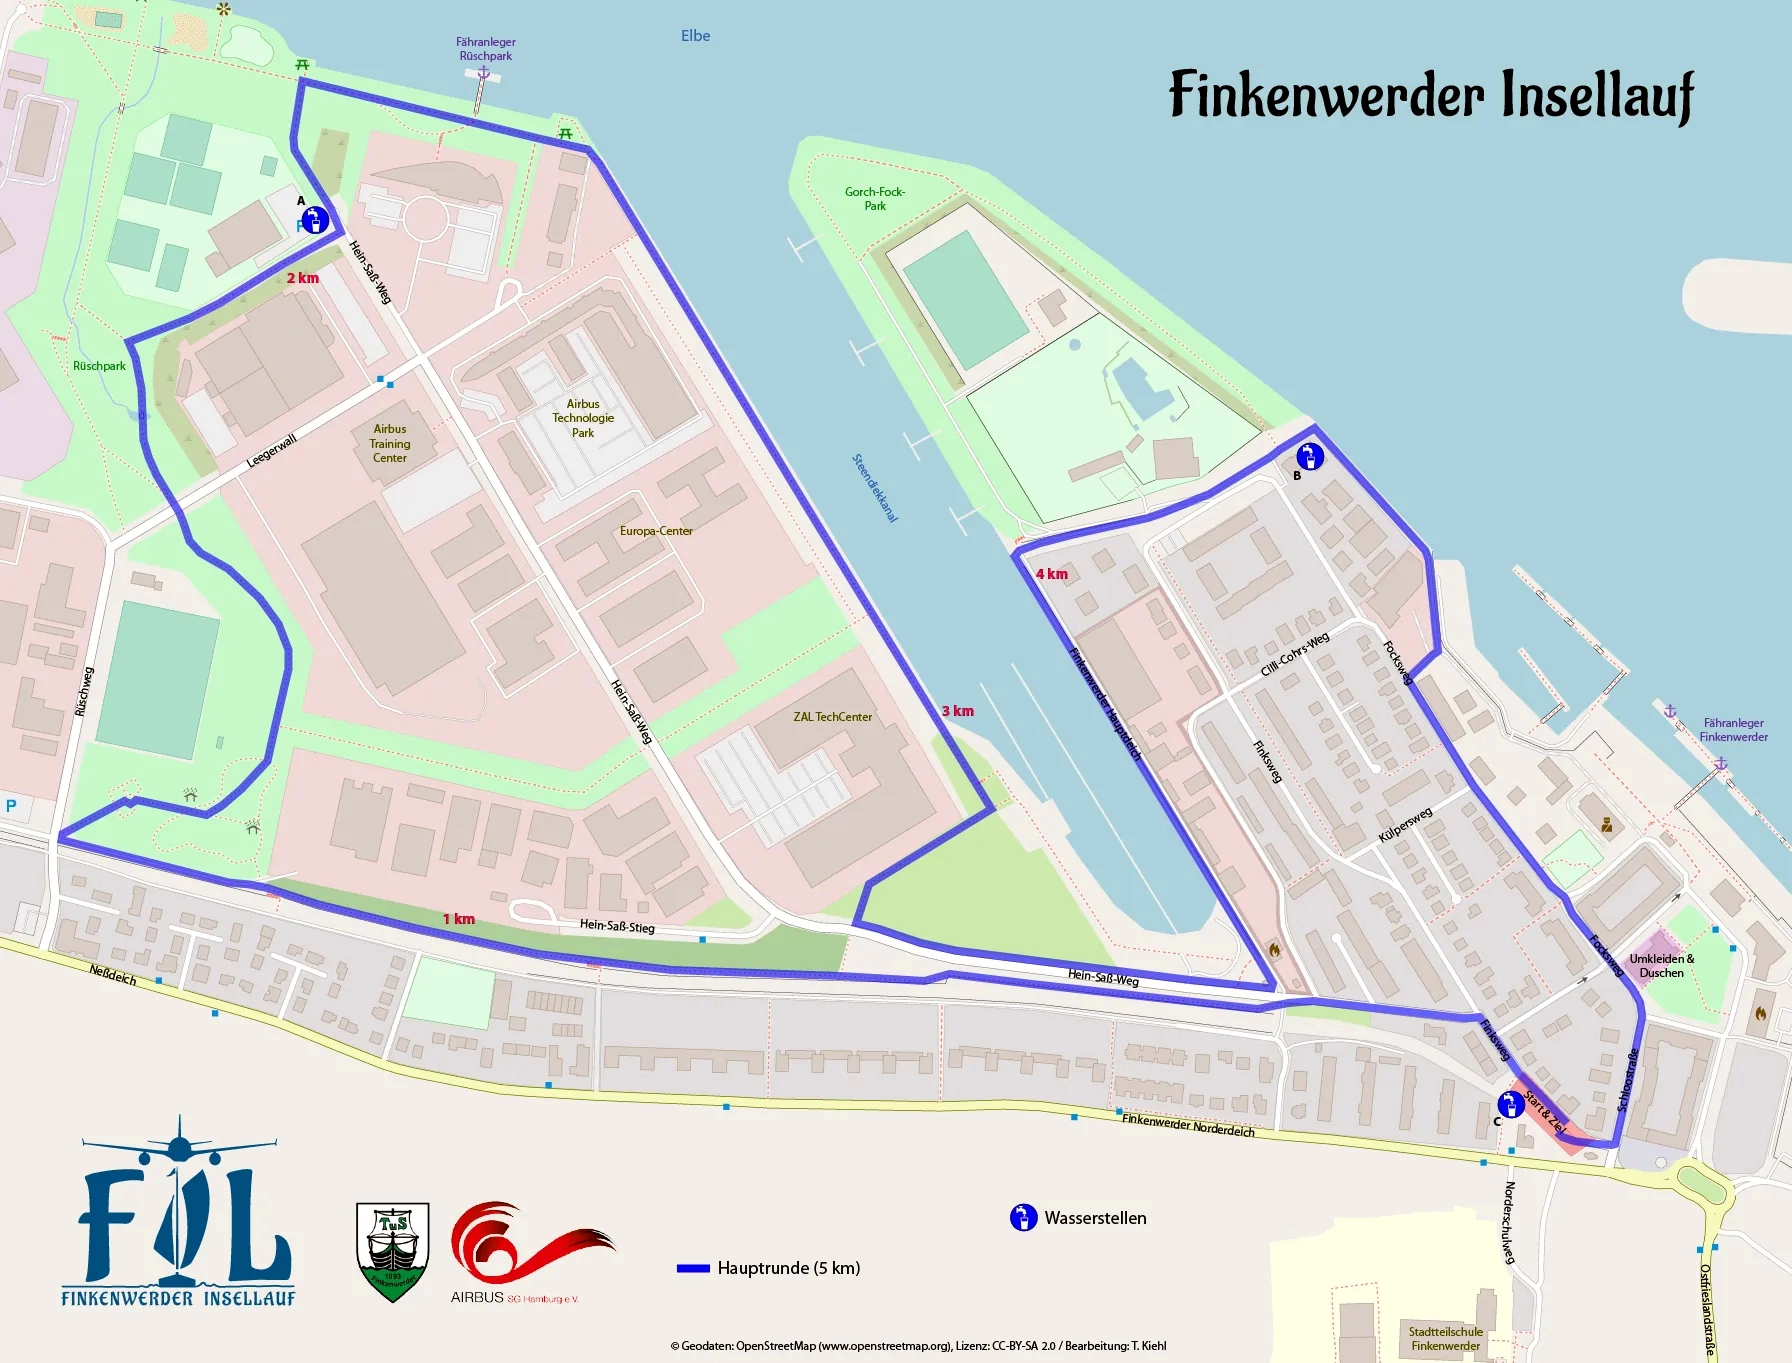 Elbe
Fähranleger
Rüschpark
Finkenwerder Insellauf
Gorch-Fock-
Park
A
P
2 km
Hein-Saß-Weg
Rüschpark
Airbus
Technologie
Park
Airbus
Training
Center
Leegerwall
Steendiekkanal
B
Europa-Center
4 km
Finkenwerder Hauptdeich
Cilli-Cohrs-Weg
Focksweg
Rüschweg
Hein-Saß-Weg
ZAL TechCenter
3 km
Finksweg
Fähranleger
Finkenwerder
P
Külpersweg
1 km
Hein-Saß-Stieg
Focksweg
Umkleiden &
Duschen
Neßdeich
Hein-Saß-Weg
Finksweg
Schloostraße
C
Start & Ziel
Finkenwerder Norderdeich
Norderschulweg
Ostfrieslandstraße
FIL
FINKENWERDER INSELLAUF
TuS
1893
Finkenwerder
AIRBUS SG Hamburg e.V.
Wasserstellen
Hauptrunde (5 km)
Stadtteilschule
Finkenwerder
© Geodaten: OpenStreetMap (www.openstreetmap.org), Lizenz: CC-BY-SA 2.0 / Bearbeitung: T. Kiehl